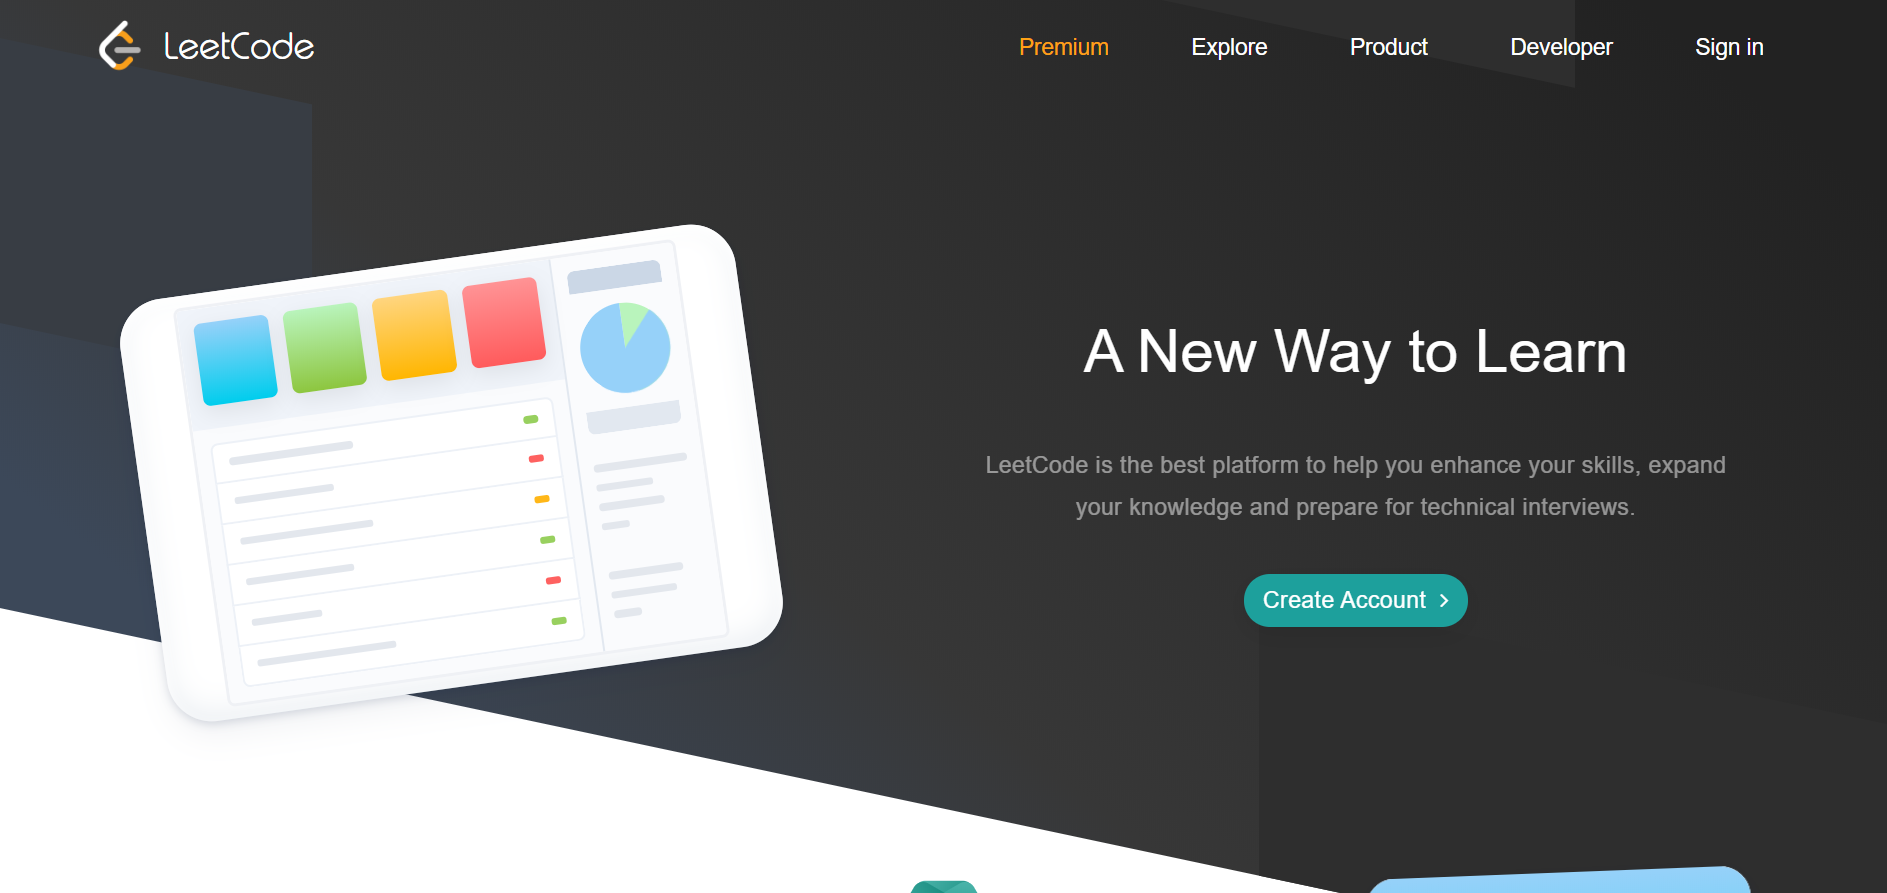 LeetCode
Premium Explore Product Developer Sign in
A New Way to Learn
LeetCode is the best platform to help you enhance your skills, expand
your knowledge and prepare for technical interviews.
Create Account